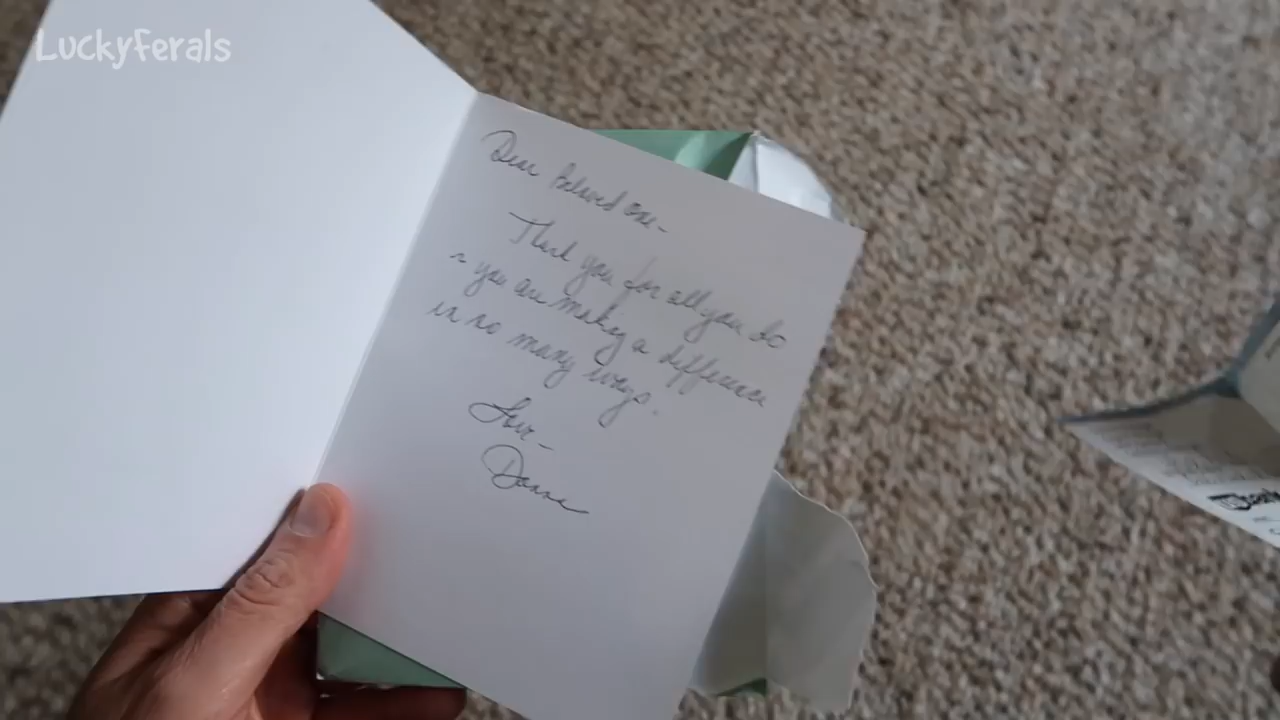 LuckyFerals
Dear Beloved One-
Thank you for all you do
~ you are making a difference
in so many ways.
Love-
Donna